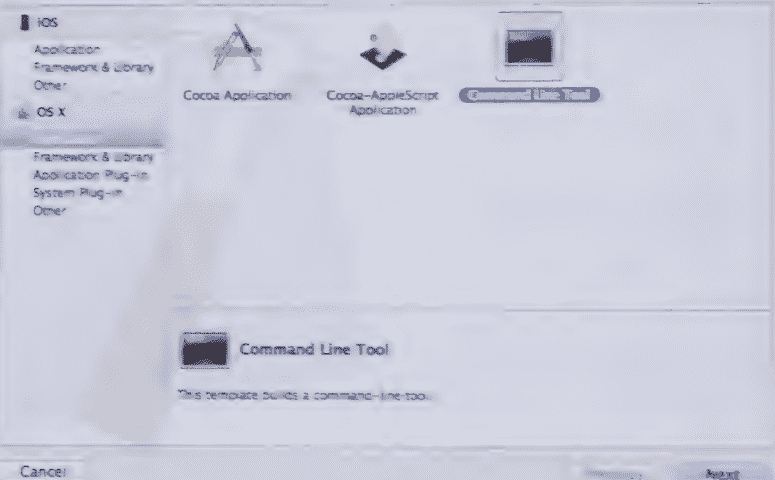 iOS
Application
Framework & Library
Other
OS X
Framework & Library
Application Plug-in
System Plug-in
Other
Cocoa Application
Cocoa-AppleScript
Application
Command Line Tool
Command Line Tool
This template builds a command-line tool.
Cancel
Next